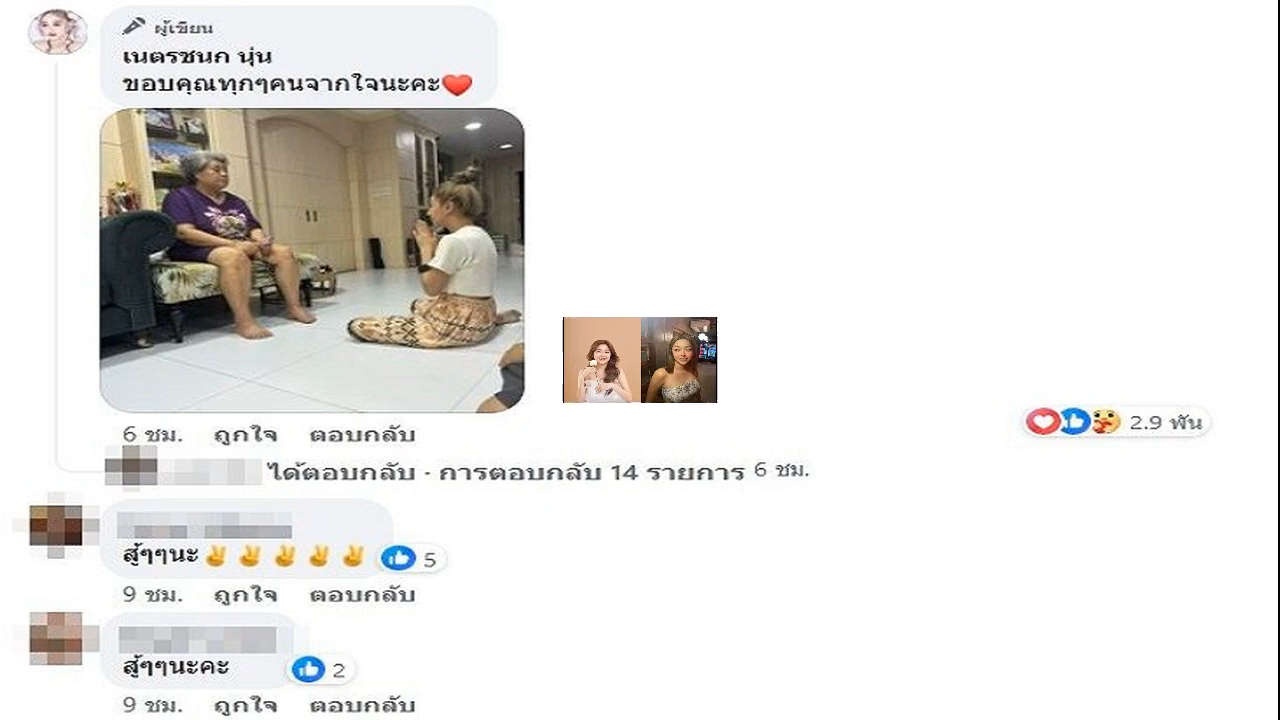 ผู้เขียน
เนตรชนก นุ่น
ขอบคุณทุกๆคนจากใจนะคะ❤️
6 ชม. ถูกใจ ตอบกลับ
2.9 พัน
ได้ตอบกลับ · การตอบกลับ 14 รายการ 6 ชม.
สู้ๆๆนะ✌️✌️✌️✌️✌️ 5
9 ชม. ถูกใจ ตอบกลับ
สู้ๆๆนะคะ 2
9 ชม. ถูกใจ ตอบกลับ